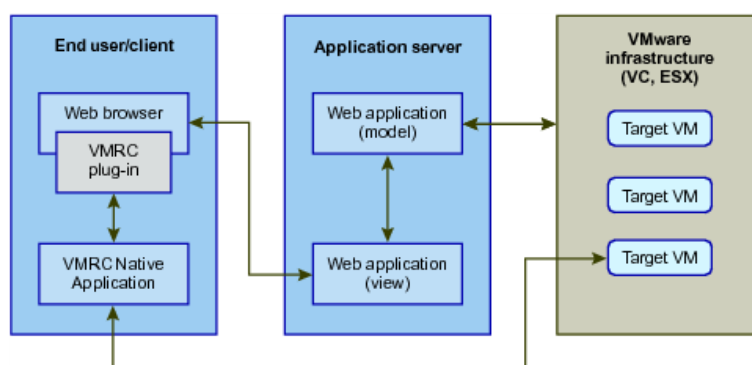 End user/client
Web browser
VMRC
plug-in
VMRC Native
Application
Application server
Web application
(model)
Web application
(view)
VMware
infrastructure
(VC, ESX)
Target VM
Target VM
Target VM